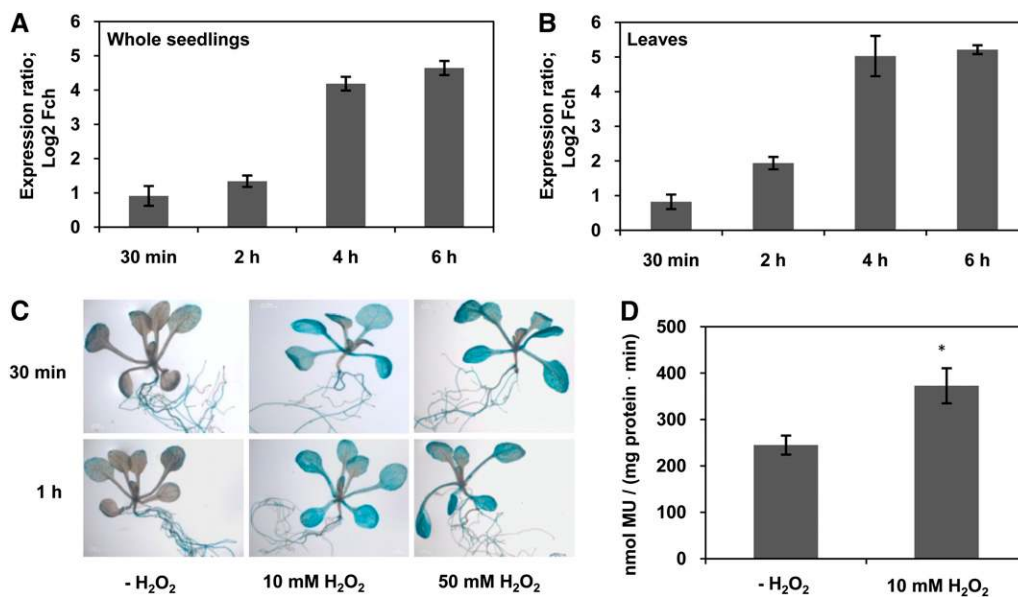 A
Whole seedlings
Expression ratio;
Log2 Fch
6
5
4
3
2
1
0
30 min 2 h 4 h 6 h
B
Leaves
Expression ratio;
Log2 Fch
6
5
4
3
2
1
0
30 min 2 h 4 h 6 h
C
30 min
1 h
- H₂O₂ 10 mM H₂O₂ 50 mM H₂O₂
D
nmol MU / (mg protein · min)
500
400
300
200
100
0
*
- H₂O₂ 10 mM H₂O₂